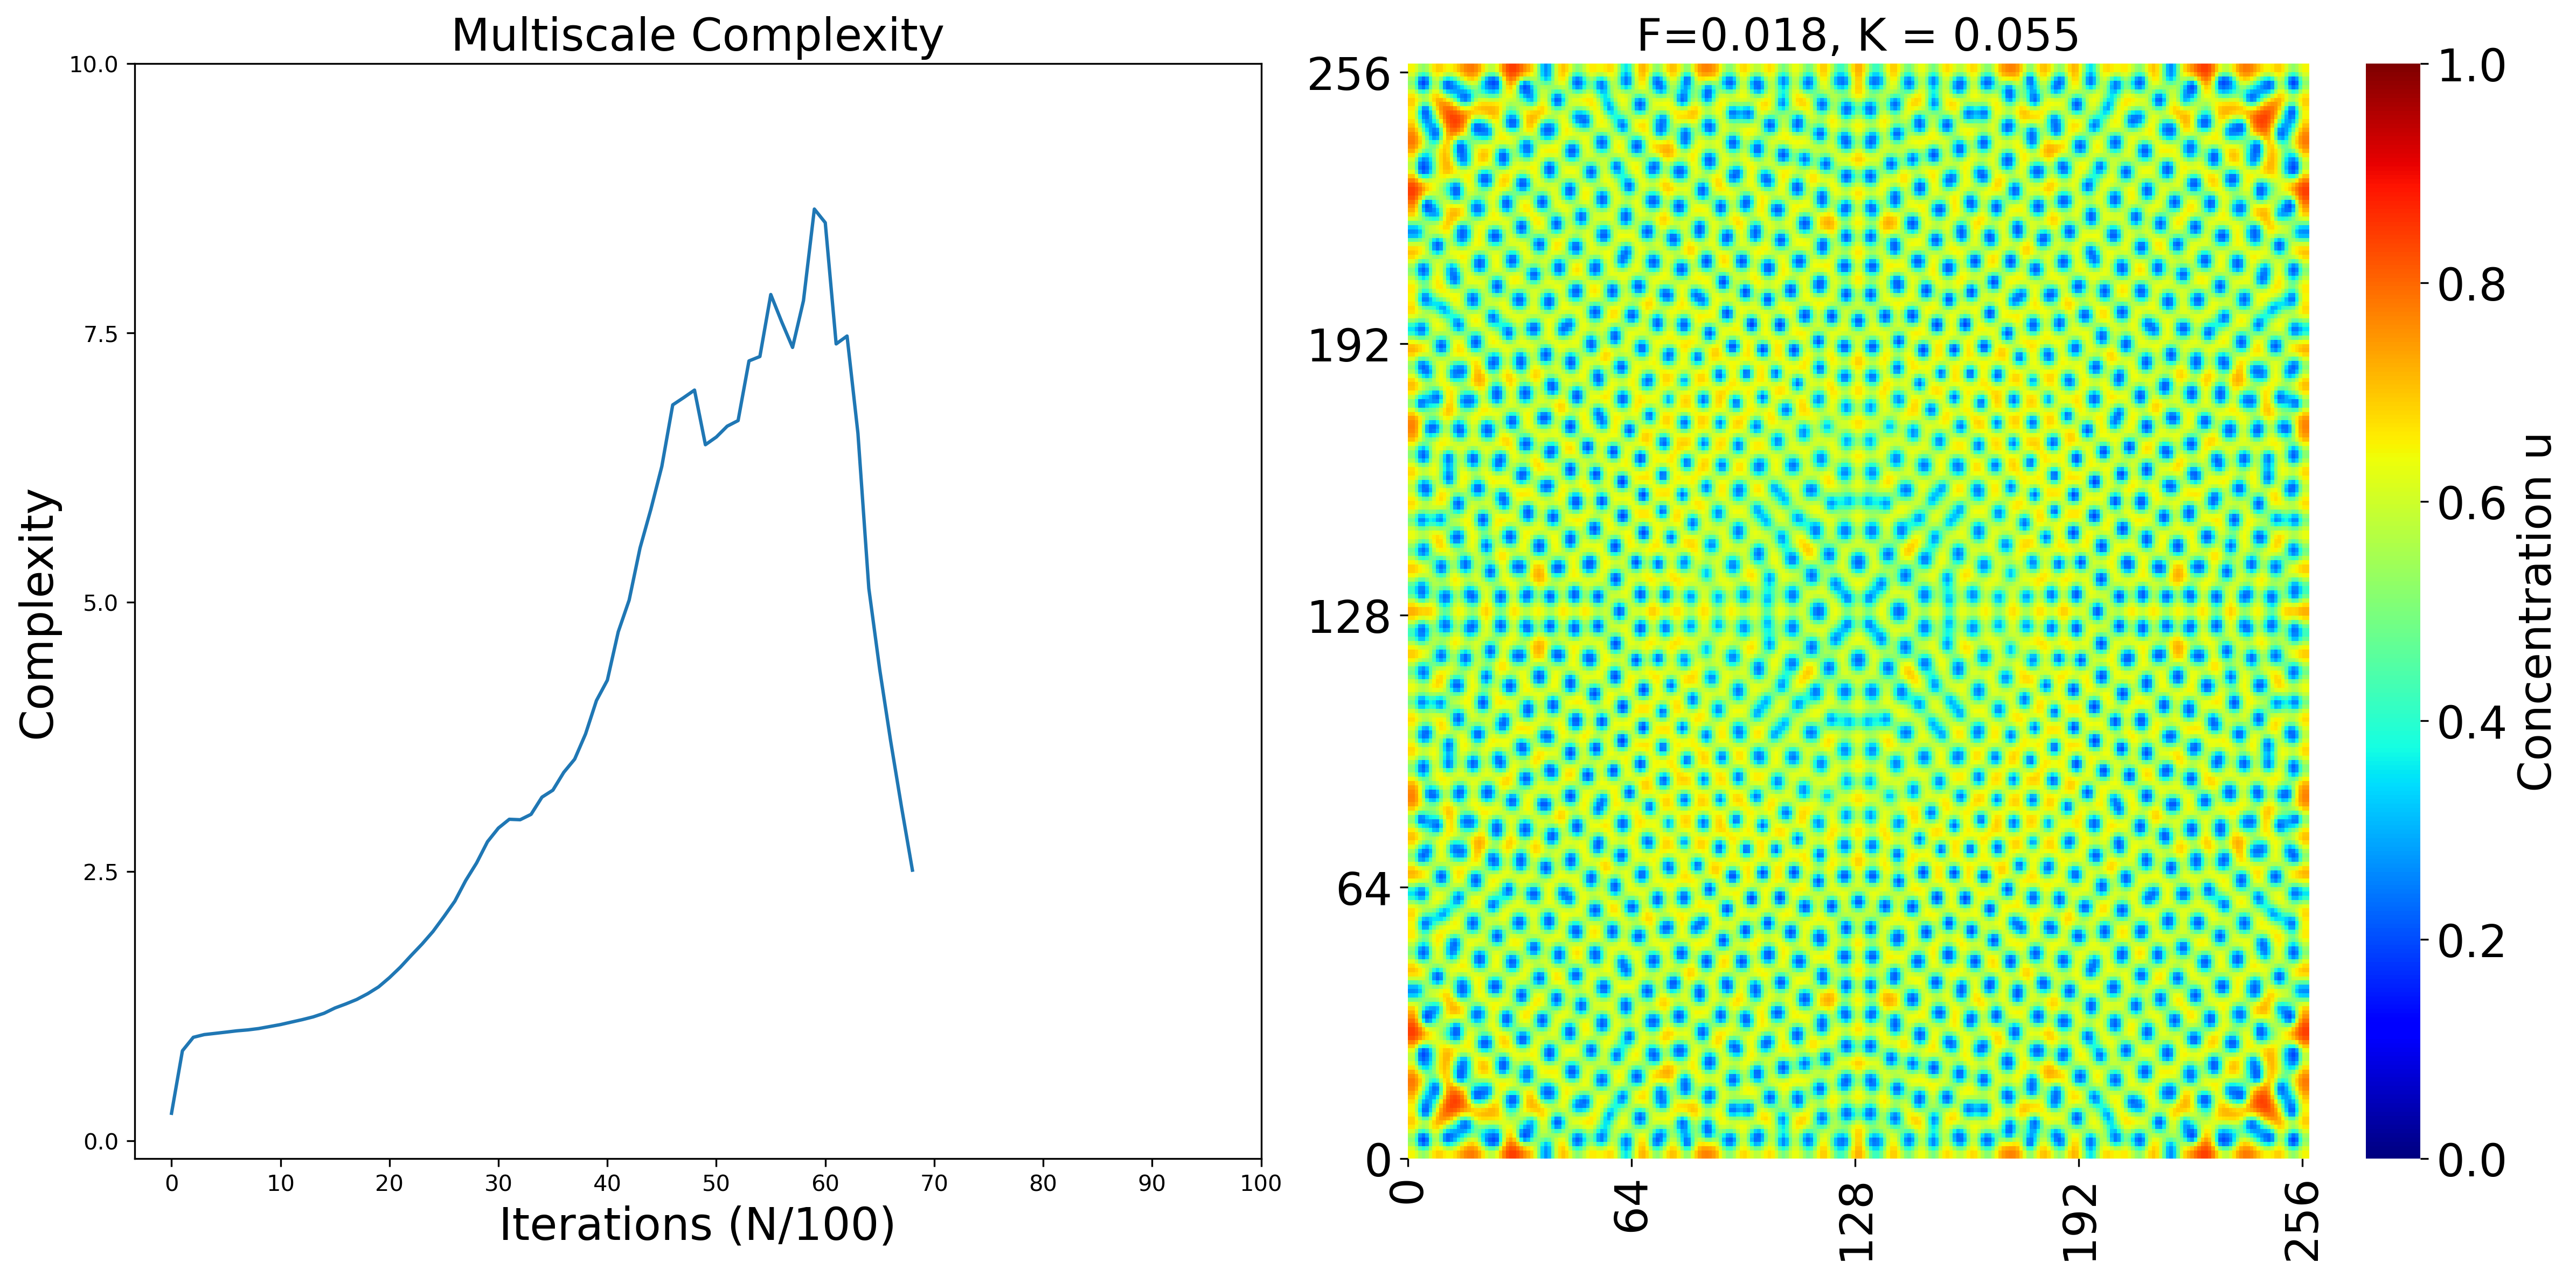 Multiscale Complexity
10.0
7.5
5.0
2.5
0.0
Complexity
0 10 20 30 40 50 60 70 80 90 100
Iterations (N/100)
F=0.018, K = 0.055
256
192
128
64
0
0 64 128 192 256
1.0
0.8
0.6
0.4
0.2
0.0
Concentration u